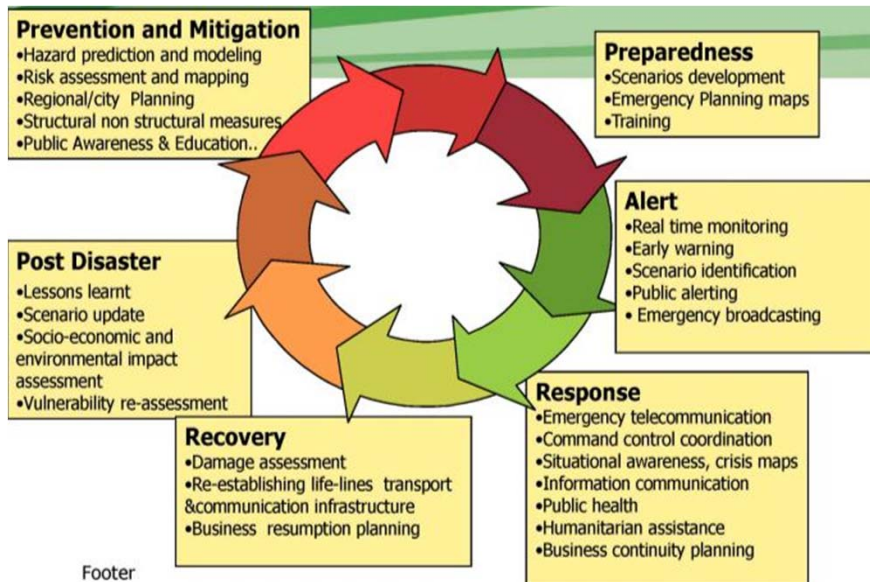 Prevention and Mitigation
•Hazard prediction and modeling
•Risk assessment and mapping
•Regional/city Planning
•Structural non structural measures
•Public Awareness & Education..
Preparedness
•Scenarios development
•Emergency Planning maps
•Training
Alert
•Real time monitoring
•Early warning
•Scenario identification
•Public alerting
• Emergency broadcasting
Response
•Emergency telecommunication
•Command control coordination
•Situational awareness, crisis maps
•Information communication
•Public health
•Humanitarian assistance
•Business continuity planning
Recovery
•Damage assessment
•Re-establishing life-lines transport
&communication infrastructure
•Business resumption planning
Post Disaster
•Lessons learnt
•Scenario update
•Socio-economic and
environmental impact
assessment
•Vulnerability re-assessment
Footer